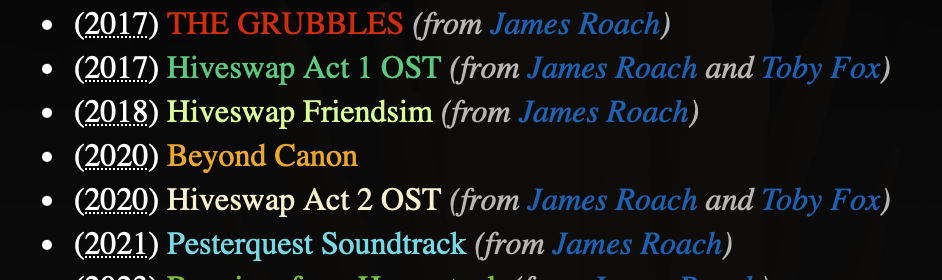 • (2017) THE GRUBBLES (from James Roach)
• (2017) Hiveswap Act 1 OST (from James Roach and Toby Fox)
• (2018) Hiveswap Friendsim (from James Roach)
• (2020) Beyond Canon
• (2020) Hiveswap Act 2 OST (from James Roach and Toby Fox)
• (2021) Pesterquest Soundtrack (from James Roach)